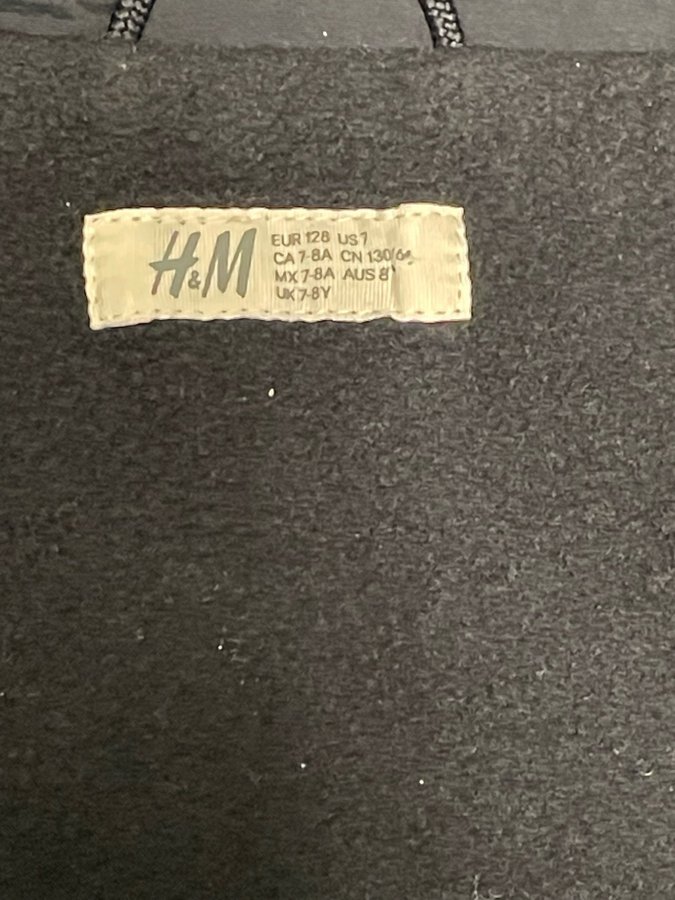 H&M
EUR 128 US 7
CA 7-8A CN 130/64
MX 7-8A AUS 8
UK 7-8Y